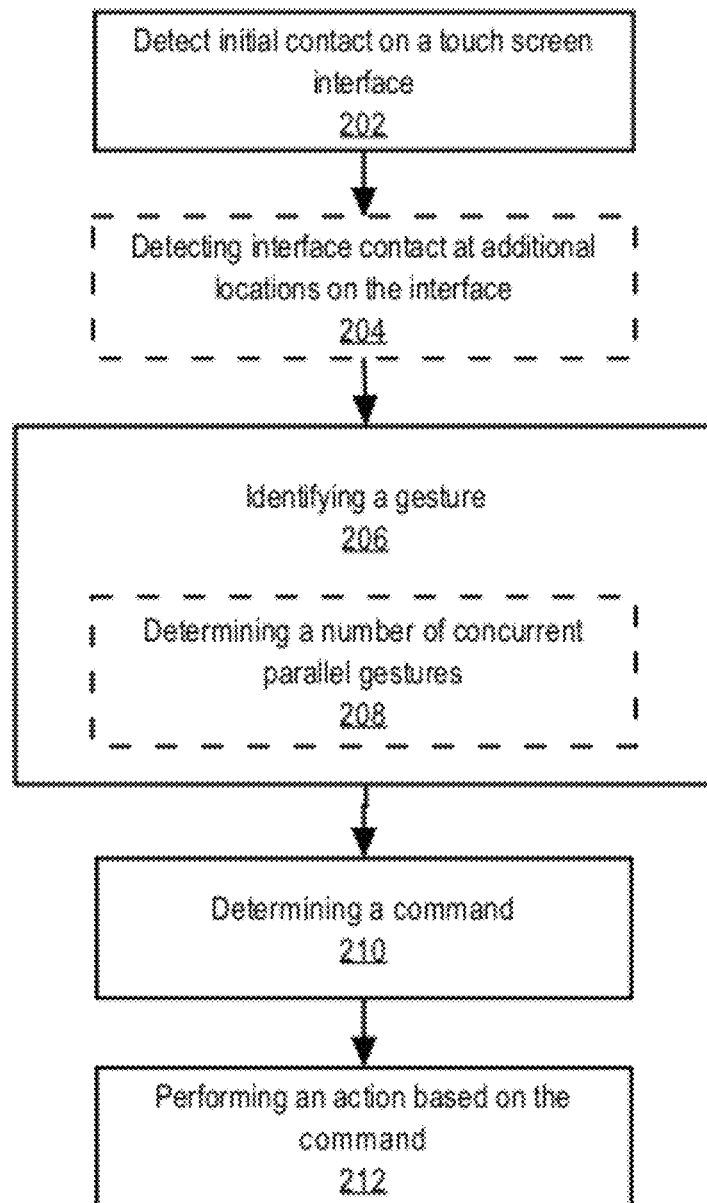 Detect initial contact on a touch screen
interface
202
Detecting interface contact at additional
locations on the interface
204
Identifying a gesture
206
Determining a number of concurrent
parallel gestures
208
Determining a command
210
Performing an action based on the
command
212